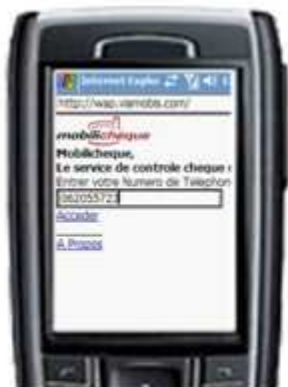 Internet Explo
http://wap.viamobis.com/
mobilicheque
Mobilicheque,
Le service de controle cheque
Entrer votre Numero de Telephon
062055723
Acceder
A Propos